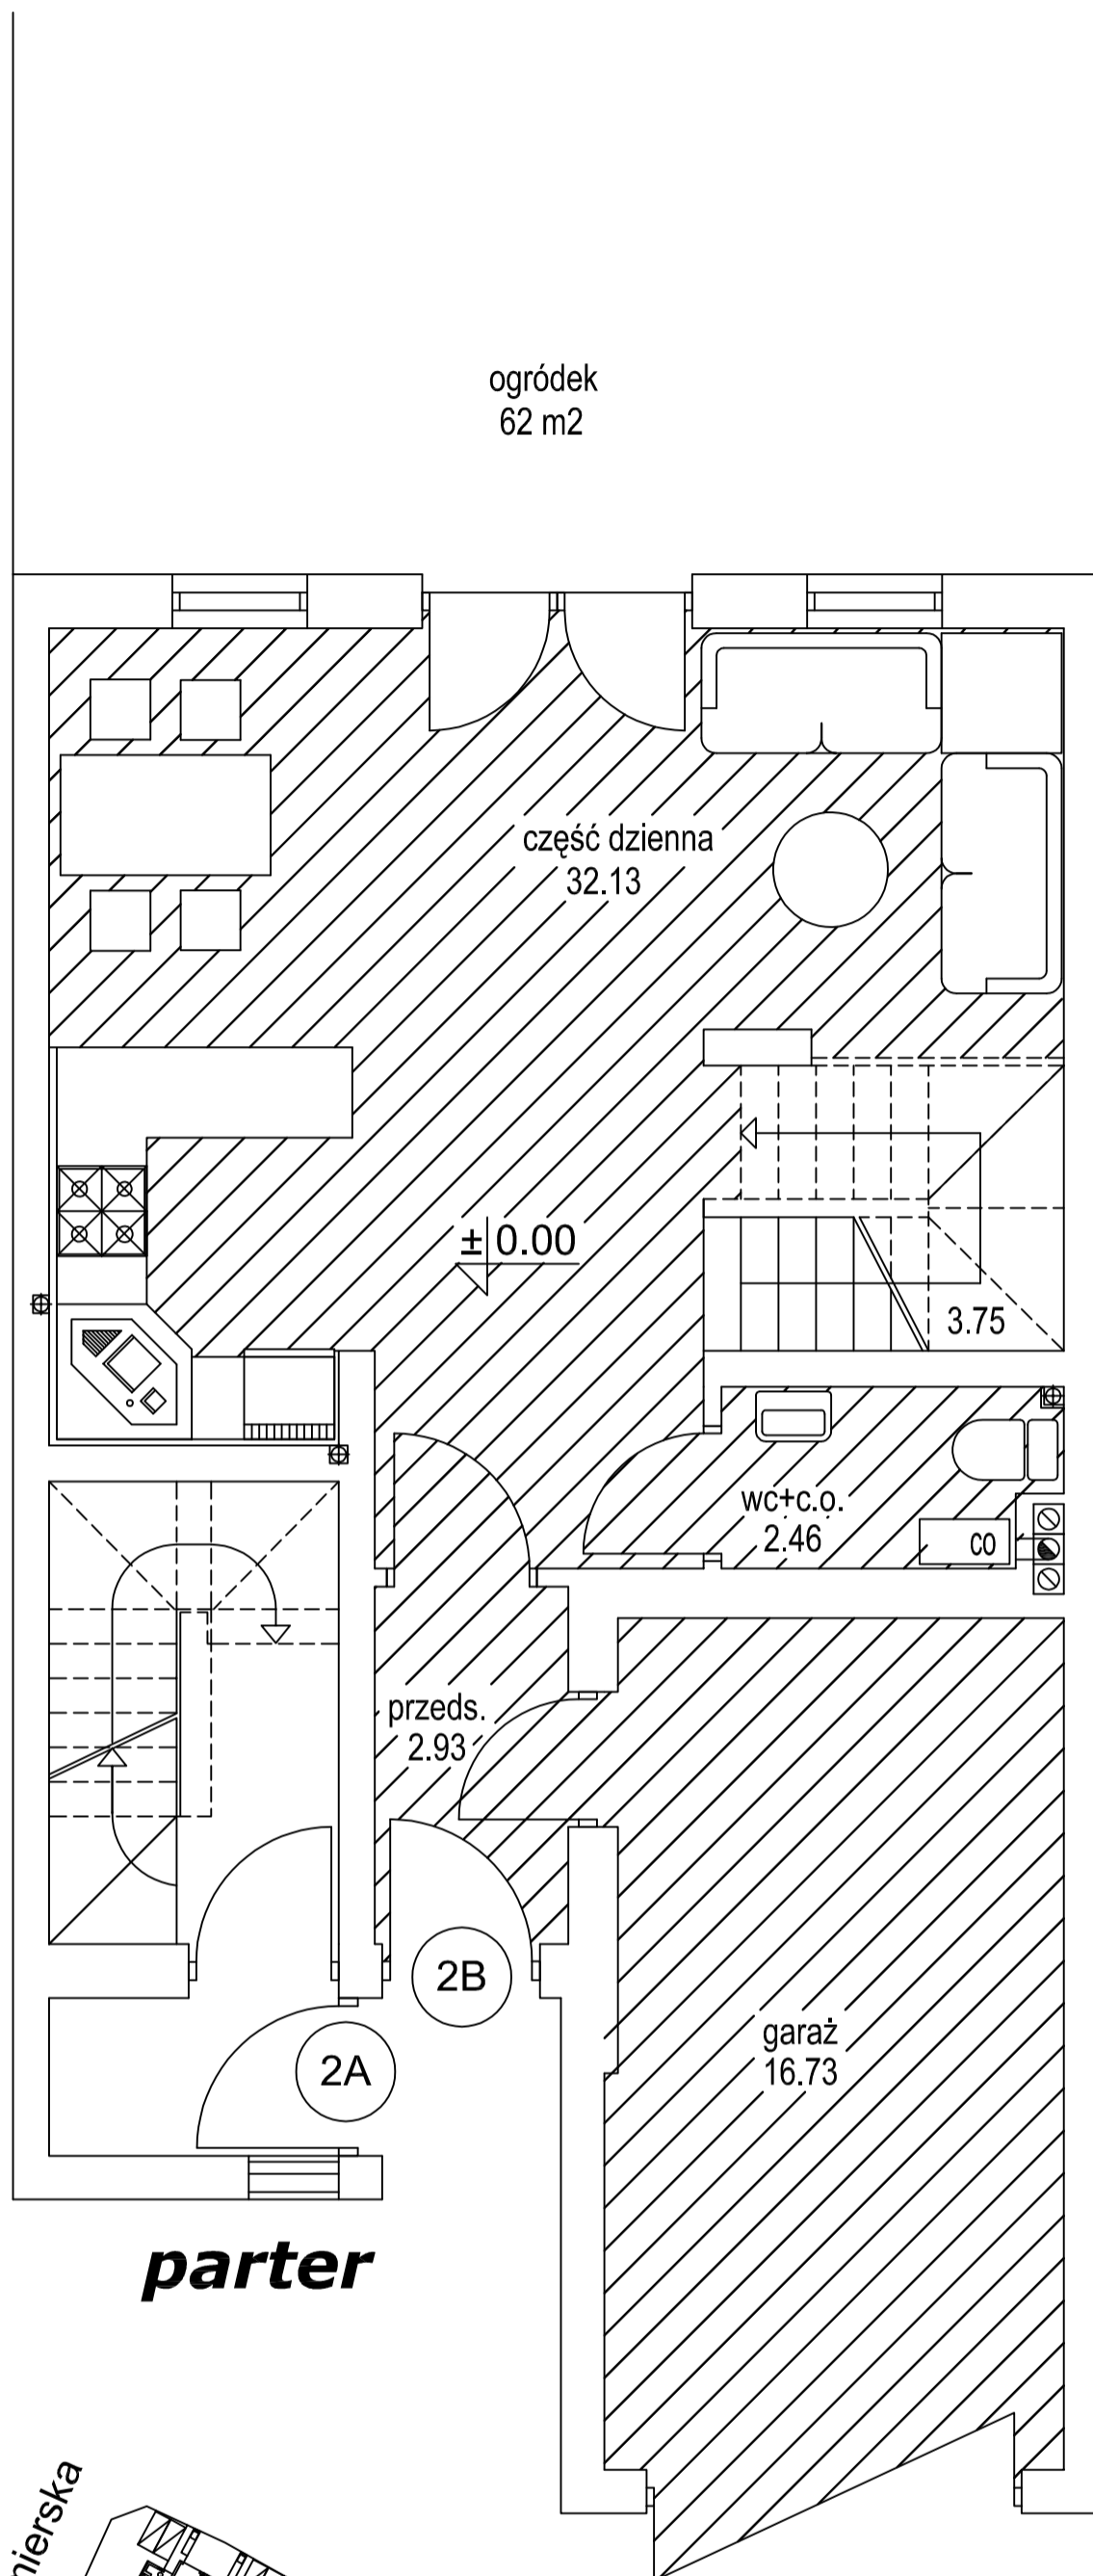 ogródek
62 m2
część dzienna
32.13
±0.00
3.75
wc+c.o.
2.46
CO
przeds.
2.93
2B
2A
garaż
16.73
parter